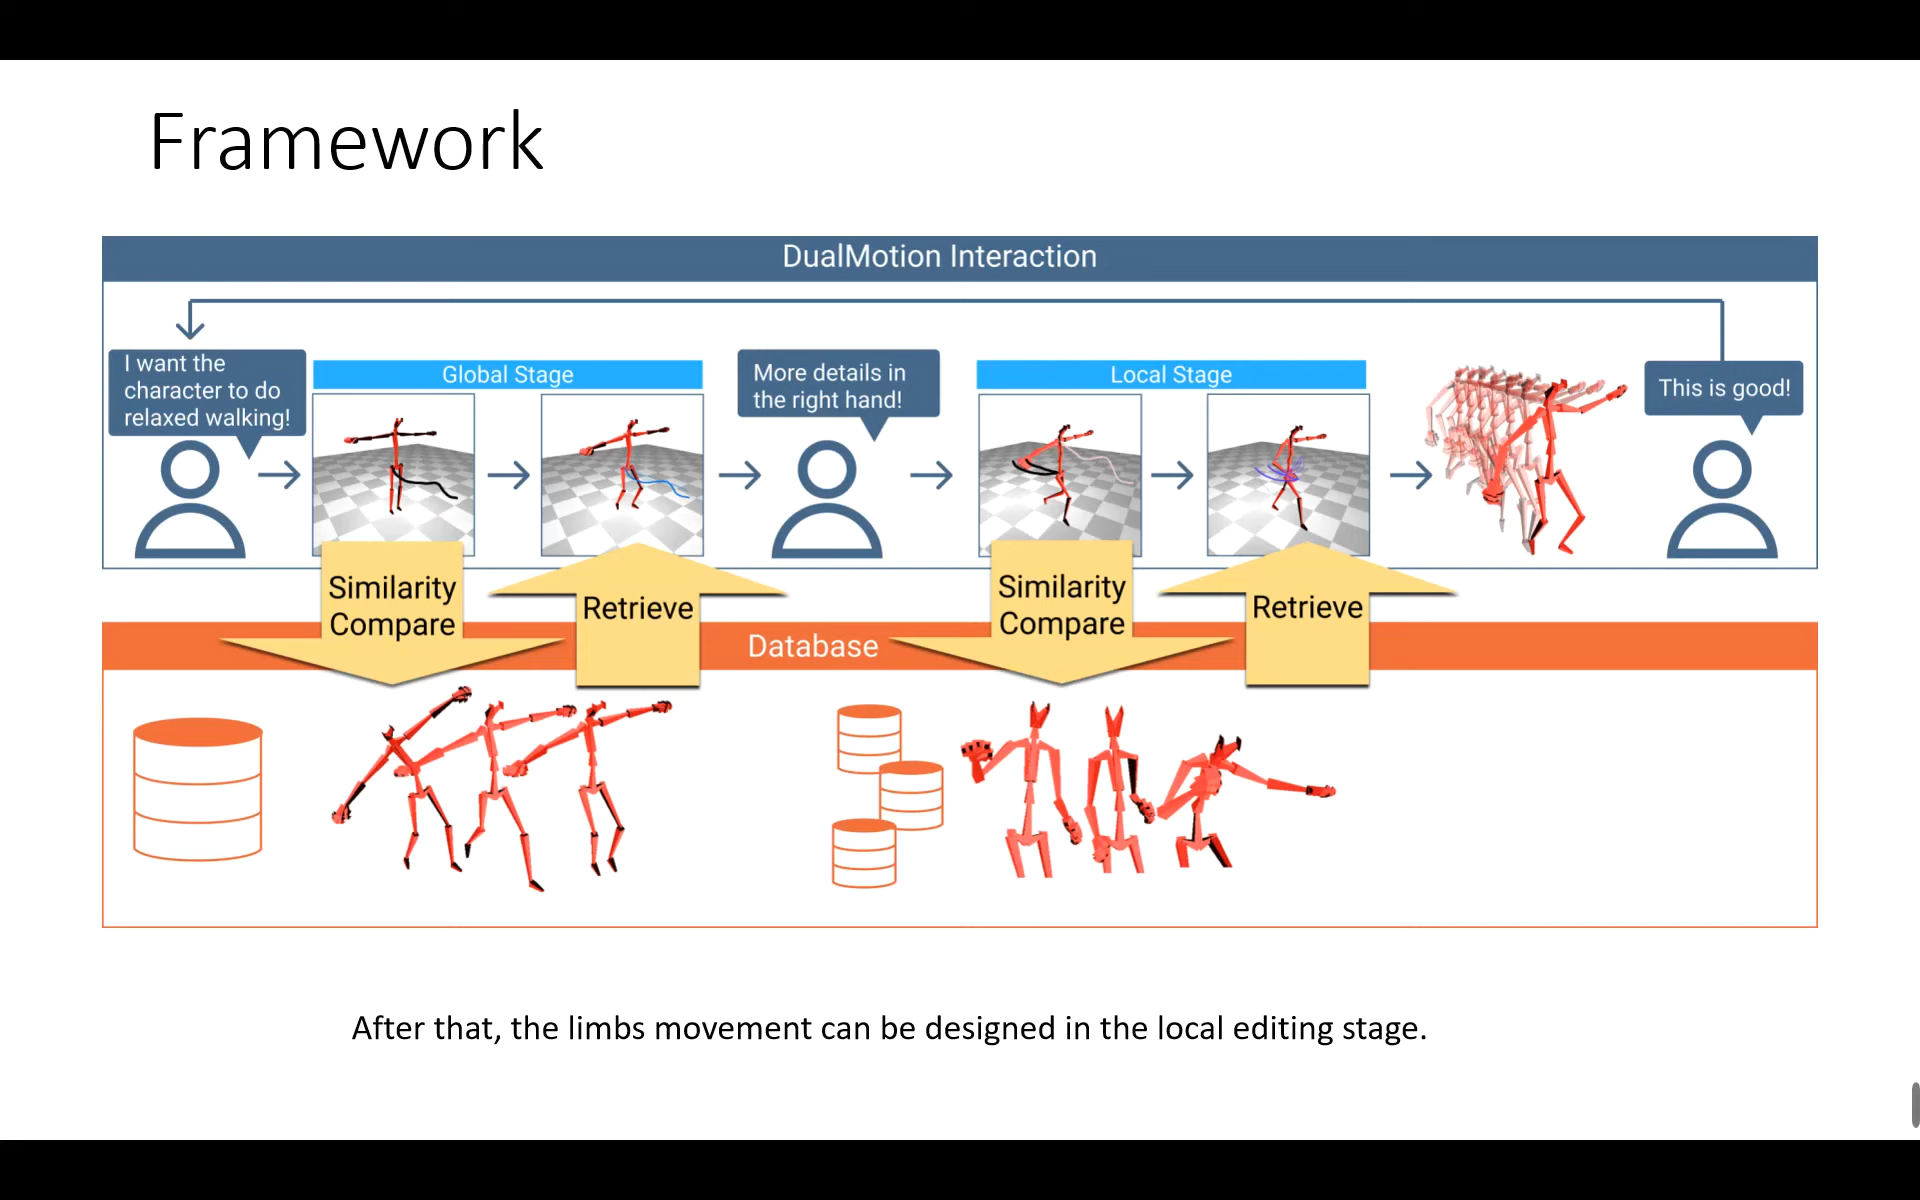 Framework
DualMotion Interaction
I want the
character to do
relaxed walking!
Global Stage
More details in
the right hand!
Local Stage
This is good!
Similarity
Compare
Retrieve
Similarity
Compare
Retrieve
Database
After that, the limbs movement can be designed in the local editing stage.